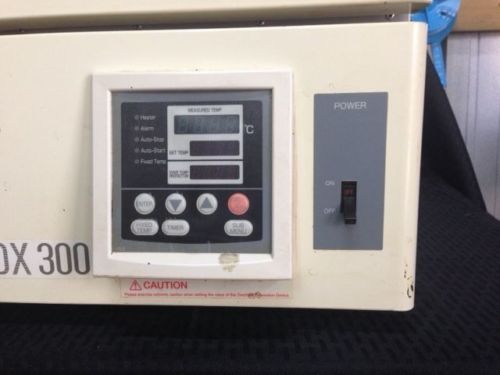 MEASURED TEMP
Heater
Alarm
°C
Auto-Stop
Auto-Start
SET TEMP
Fixed Temp
ENTER
FIXED TEMP
TIMER
SUB MENU
POWER
ON
OFF
DX 300
CAUTION